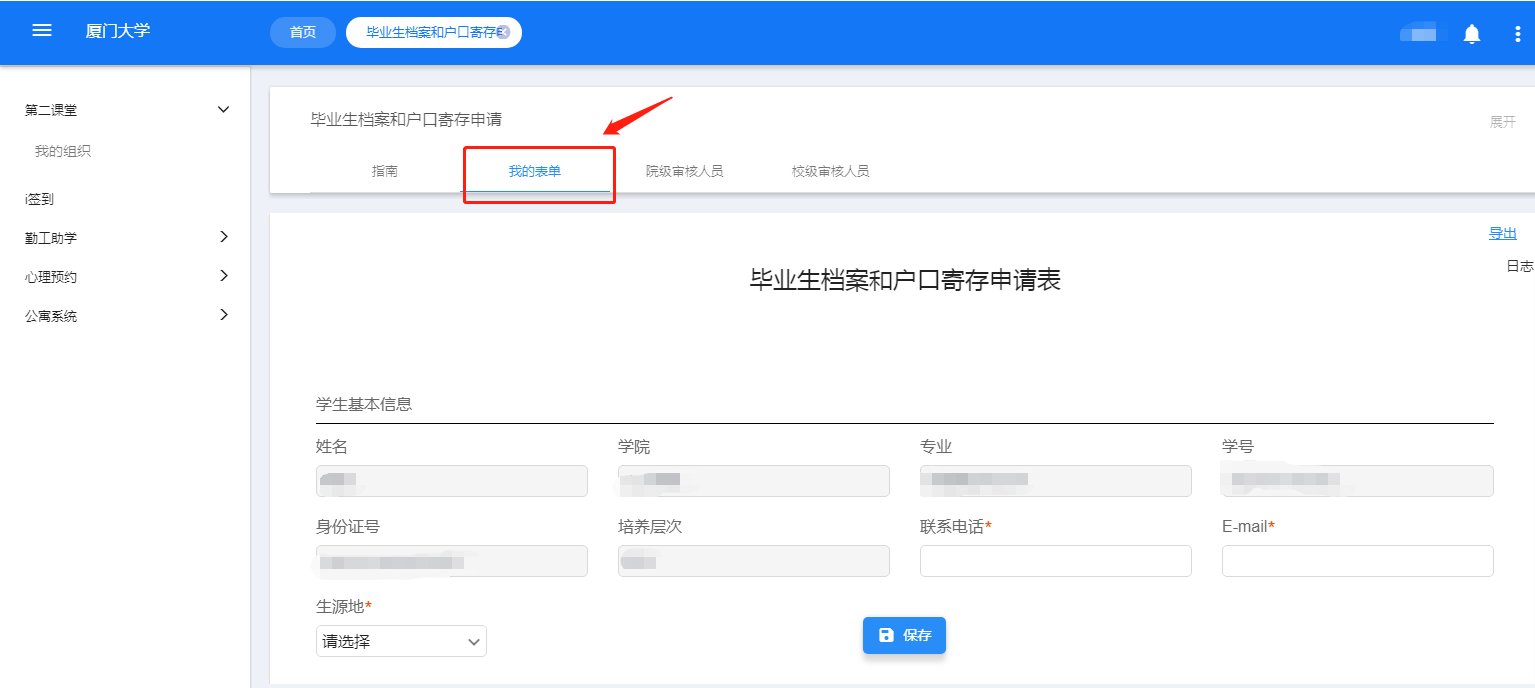 厦门大学
首页
毕业生档案和户口寄存
第二课堂
我的组织
i签到
勤工助学
心理预约
公寓系统
毕业生档案和户口寄存申请
展开
指南 我的表单 院级审核人员 校级审核人员
导出
日志
毕业生档案和户口寄存申请表
学生基本信息
姓名 学院 专业 学号
身份证号 培养层次 联系电话* E-mail*
生源地*
请选择
保存